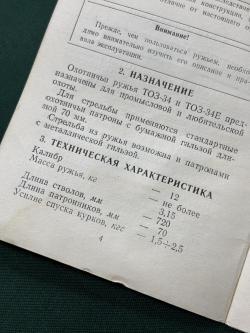 конструкции
отлично от настоящего о
Внимание!
Прежде, чем пользоваться ружьем, необхо
димо внимательно изучить его описание и пра-
вила эксплуатации.
2. НАЗНАЧЕНИЕ
Охотничьи ружья ТОЗ-34 и ТОЗ-34Е пред-
назначены для промысловой и любительской
охоты.
Для стрельбы применяются стандартные
охотничьи патроны с бумажной гильзой дли-
ной 70 мм.
Стрельба из ружья возможна и патронами
с металлической гильзой.
3. ТЕХНИЧЕСКАЯ ХАРАКТЕРИСТИКА
Калибр — 12
Масса ружья, кг — не более
3,15
Длина стволов, мм — 720
Длина патронников, мм — 70
Усилие спуска курков, кгс — 1,5÷2,5
4